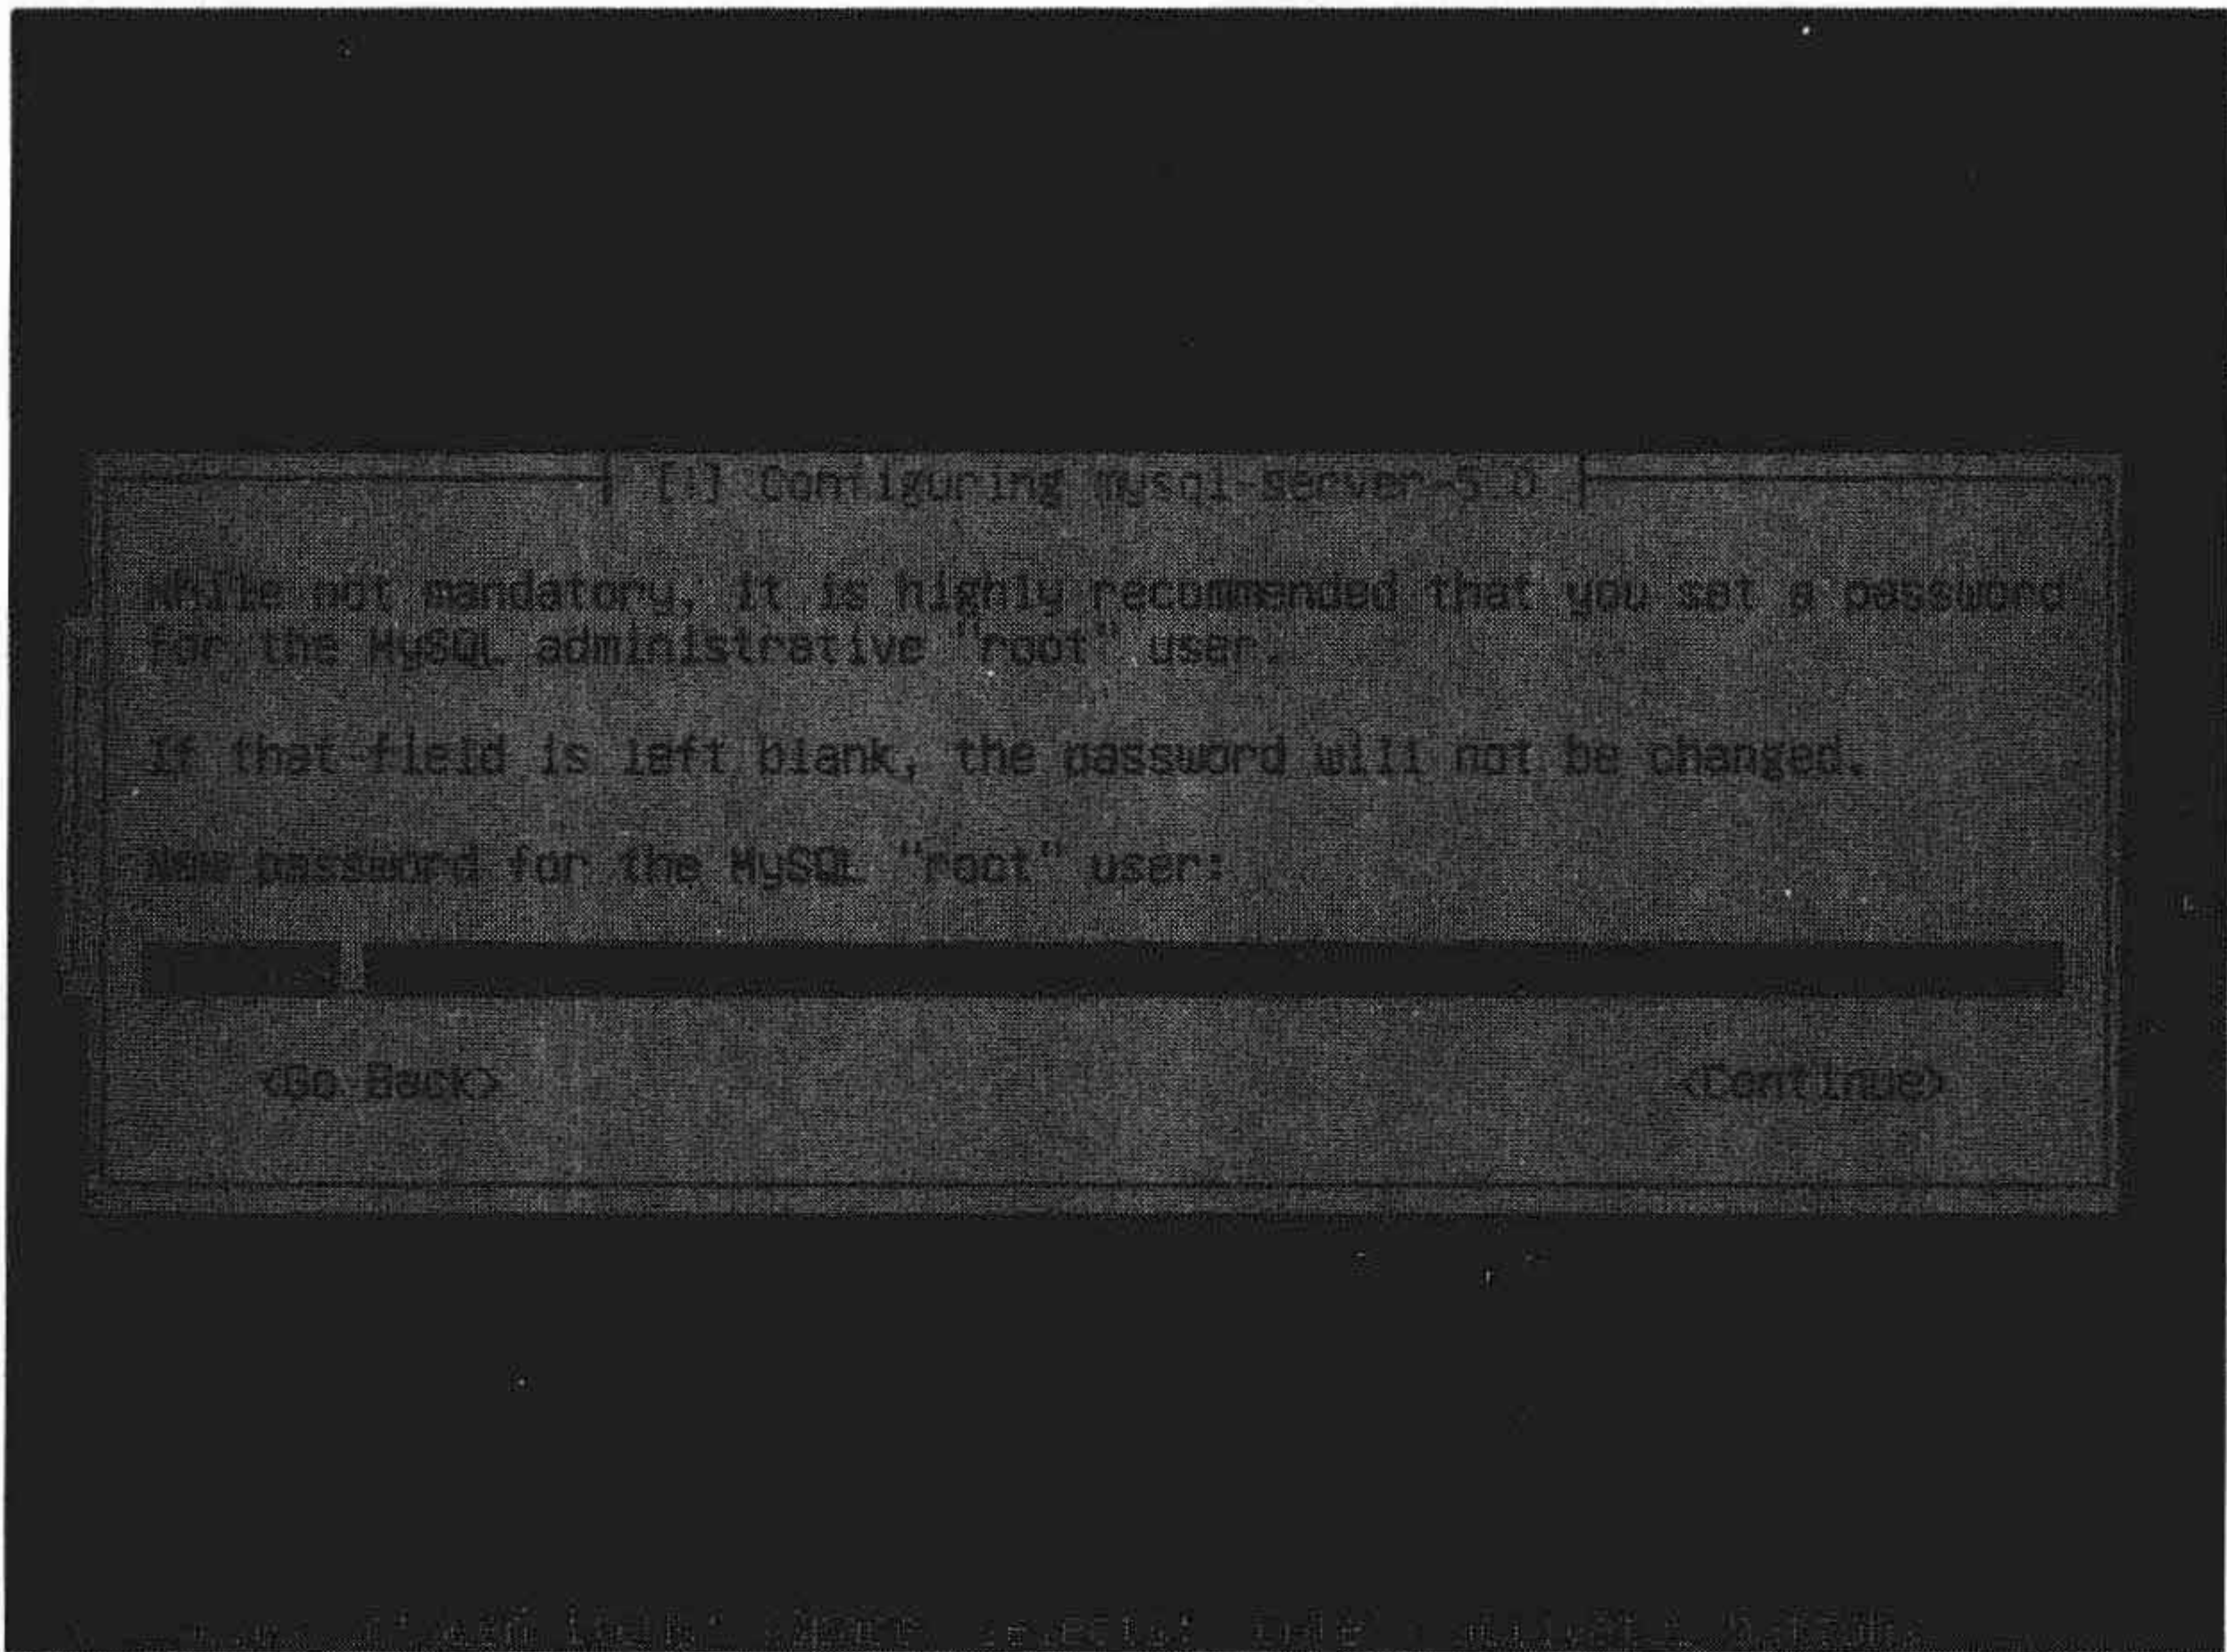 [!] Configuring mysql-server-5.0
While not mandatory, it is highly recommended that you set a password
for the MySQL administrative "root" user.
If that field is left blank, the password will not be changed.
New password for the MySQL "root" user:
<Go Back>
<Continue>